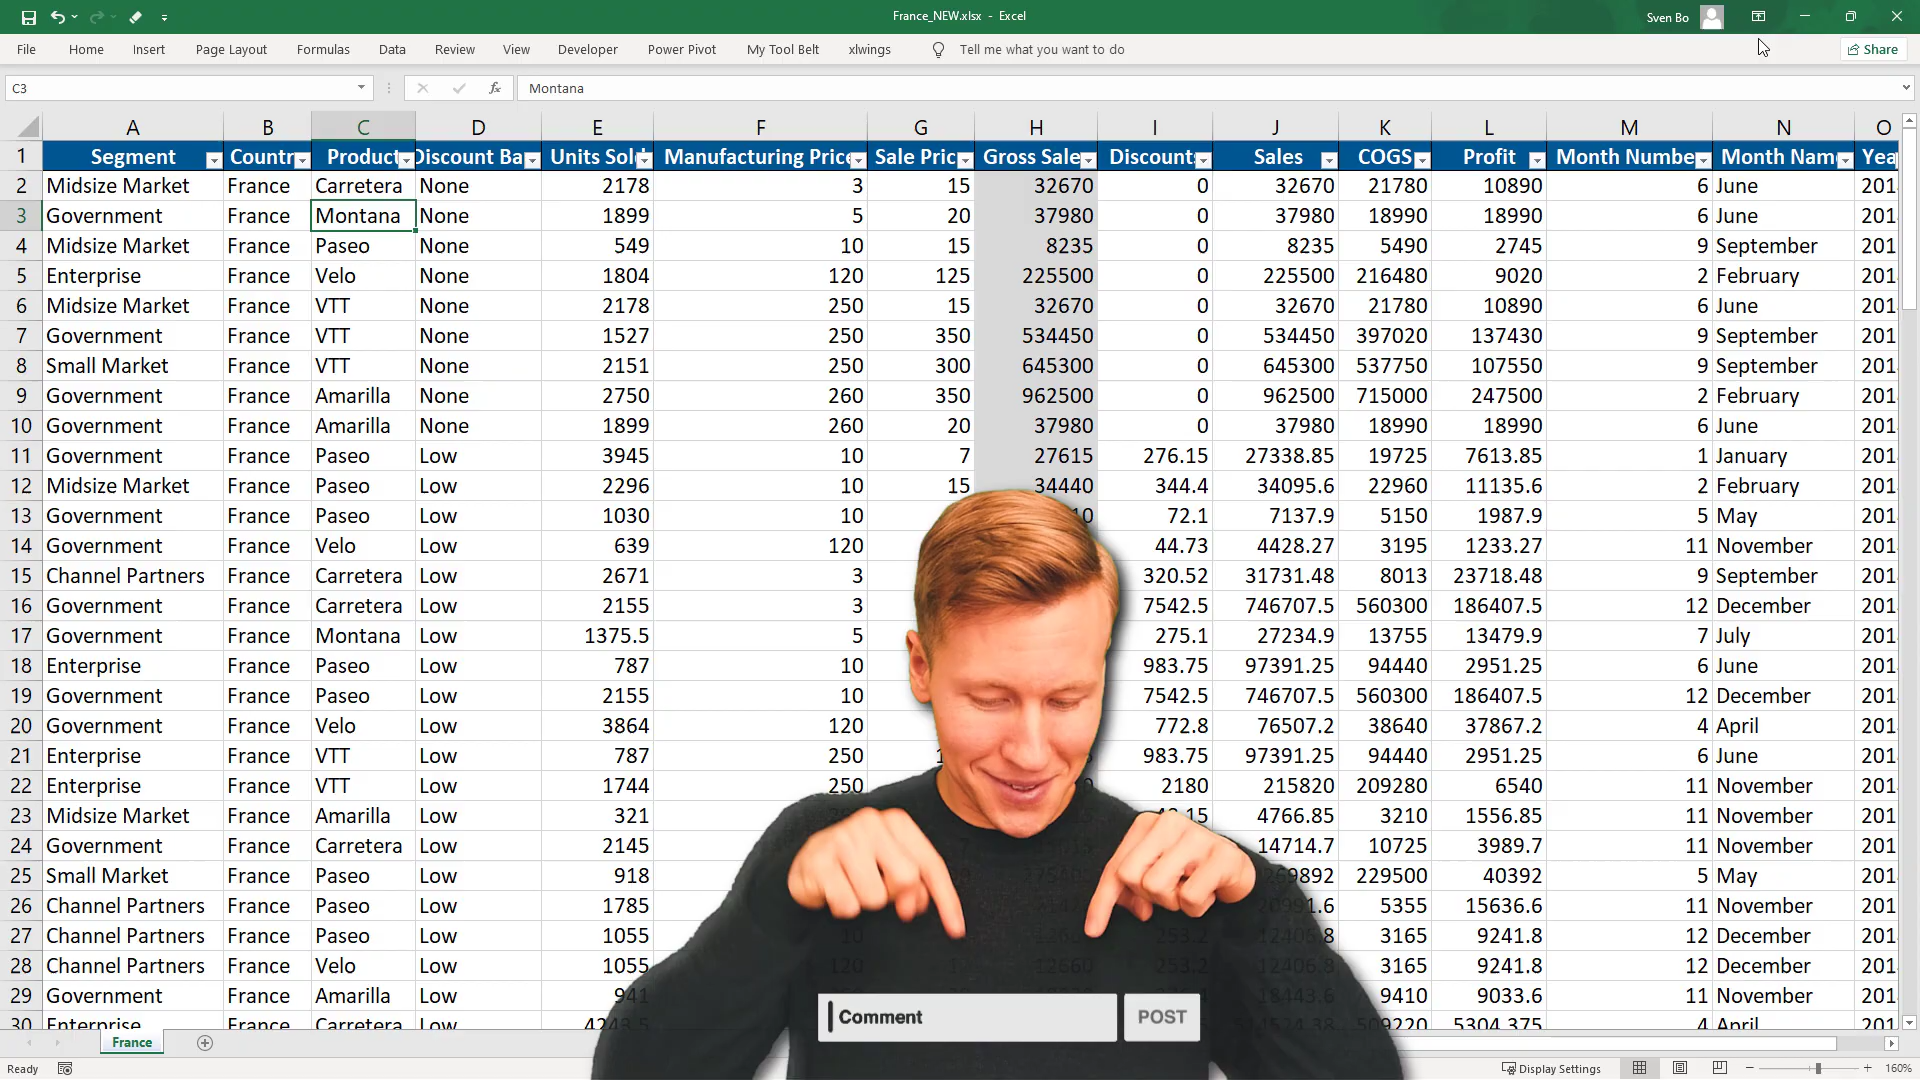 France_NEW.xlsx - Excel
Sven Bo
File Home Insert Page Layout Formulas Data Review View Developer Power Pivot My Tool Belt xlwings Tell me what you want to do Share
C3 fx Montana
A B C D E F G H I J K L M N O
1 Segment Countr Product Discount Ba Units Sol Manufacturing Price Sale Pric Gross Sale Discount Sales COGS Profit Month Numbe Month Nam Yea
2 Midsize Market France Carretera None 2178 3 15 32670 0 32670 21780 10890 6 June 201
3 Government France Montana None 1899 5 20 37980 0 37980 18990 18990 6 June 201
4 Midsize Market France Paseo None 549 10 15 8235 0 8235 5490 2745 9 September 201
5 Enterprise France Velo None 1804 120 125 225500 0 225500 216480 9020 2 February 201
6 Midsize Market France VTT None 2178 250 15 32670 0 32670 21780 10890 6 June 201
7 Government France VTT None 1527 250 350 534450 0 534450 397020 137430 9 September 201
8 Small Market France VTT None 2151 250 300 645300 0 645300 537750 107550 9 September 201
9 Government France Amarilla None 2750 260 350 962500 0 962500 715000 247500 2 February 201
10 Government France Amarilla None 1899 260 20 37980 0 37980 18990 18990 6 June 201
11 Government France Paseo Low 3945 10 7 27615 276.15 27338.85 19725 7613.85 1 January 201
12 Midsize Market France Paseo Low 2296 10 15 34440 344.4 34095.6 22960 11135.6 2 February 201
13 Government France Paseo Low 1030 10 72.1 7137.9 5150 1987.9 5 May 201
14 Government France Velo Low 639 120 44.73 4428.27 3195 1233.27 11 November 201
15 Channel Partners France Carretera Low 2671 3 320.52 31731.48 8013 23718.48 9 September 201
16 Government France Carretera Low 2155 3 7542.5 746707.5 560300 186407.5 12 December 201
17 Government France Montana Low 1375.5 5 275.1 27234.9 13755 13479.9 7 July 201
18 Enterprise France Paseo Low 787 10 983.75 97391.25 94440 2951.25 6 June 201
19 Government France Paseo Low 2155 10 7542.5 746707.5 560300 186407.5 12 December 201
20 Government France Velo Low 3864 120 772.8 76507.2 38640 37867.2 4 April 201
21 Enterprise France VTT Low 787 250 983.75 97391.25 94440 2951.25 6 June 201
22 Enterprise France VTT Low 1744 250 2180 215820 209280 6540 11 November 201
23 Midsize Market France Amarilla Low 321 4766.85 3210 1556.85 11 November 201
24 Government France Carretera Low 2145 14714.7 10725 3989.7 11 November 201
25 Small Market France Paseo Low 918 269892 229500 40392 5 May 201
26 Channel Partners France Paseo Low 1785 20991.6 5355 15636.6 11 November 201
27 Channel Partners France Paseo Low 1055 10 12660 253.2 12406.8 3165 9241.8 12 December 201
28 Channel Partners France Velo Low 1055 120 12660 253.2 12406.8 3165 9241.8 12 December 201
29 Government France Amarilla Low 941 18443.6 9410 9033.6 11 November 201
30 Enterprise France Carretera Low 4243.5 509220 5304.375 4 April 201
Comment POST
France
Ready Display Settings 160%